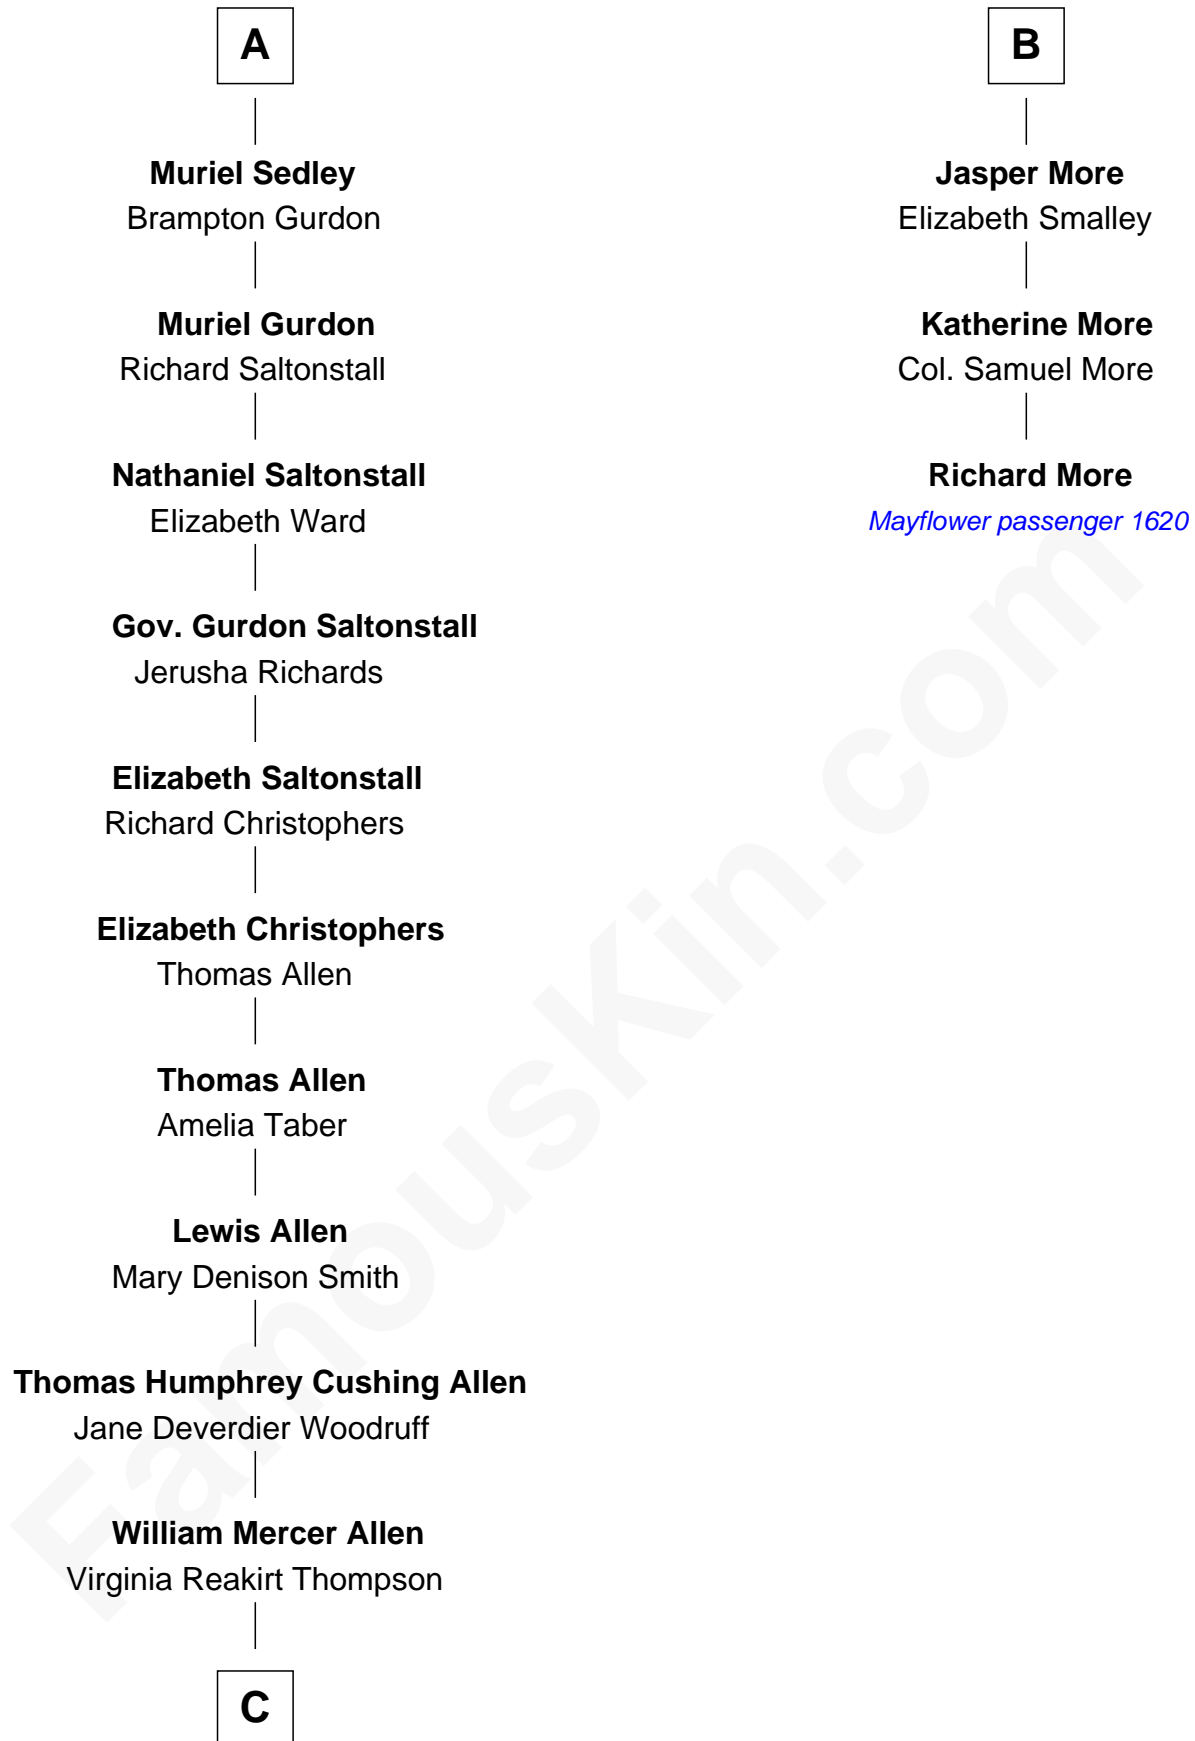 A
Muriel Sedley
Brampton Gurdon
Muriel Gurdon
Richard Saltonstall
Nathaniel Saltonstall
Elizabeth Ward
Gov. Gurdon Saltonstall
Jerusha Richards
Elizabeth Saltonstall
Richard Christophers
Elizabeth Christophers
Thomas Allen
Thomas Allen
Amelia Taber
Lewis Allen
Mary Denison Smith
Thomas Humphrey Cushing Allen
Jane Deverdier Woodruff
William Mercer Allen
Virginia Reakirt Thompson
C
B
Jasper More
Elizabeth Smalley
Katherine More
Col. Samuel More
Richard More
Mayflower passenger 1620
FamousKin.com